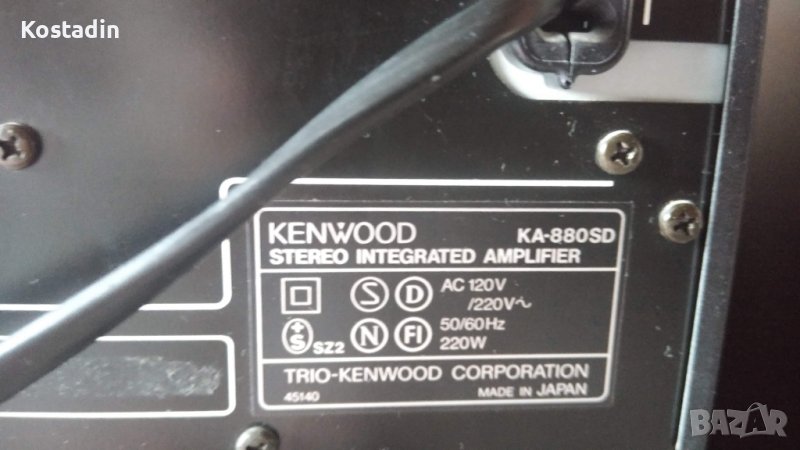 Kostadin
KENWOOD KA-880SD
STEREO INTEGRATED AMPLIFIER
S D AC 120V
/220V~
+S SZ2 N FI 50/60Hz
220W
TRIO-KENWOOD CORPORATION
45140 MADE IN JAPAN
BAZAR